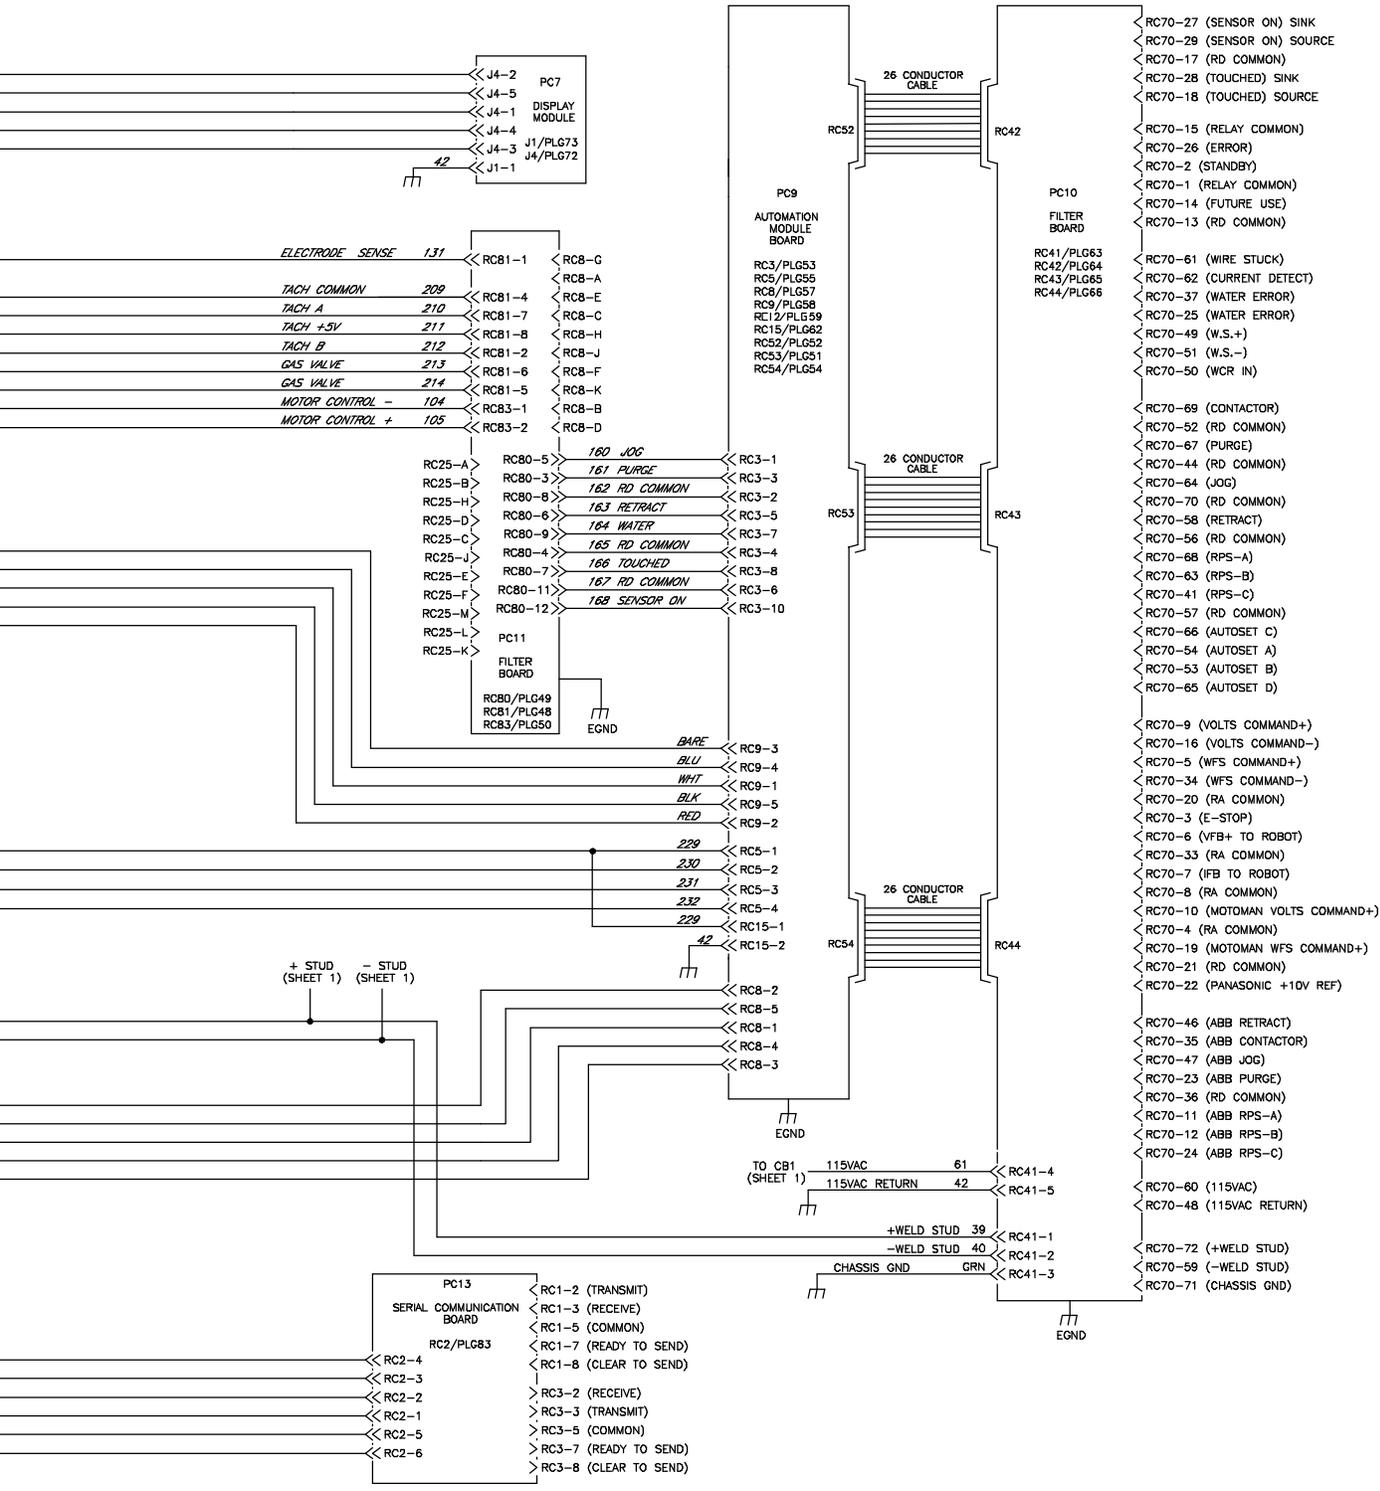 J4-2
J4-5
J4-1
J4-4
J4-3
42
J1-1
PC7
DISPLAY
MODULE
J1/PLG73
J4/PLG72
ELECTRODE SENSE 131 RC81-1 RC8-G
RC8-A
TACH COMMON 209 RC81-4 RC8-E
TACH A 210 RC81-7 RC8-C
TACH +5V 211 RC81-8 RC8-H
TACH B 212 RC81-2 RC8-J
GAS VALVE 213 RC81-6 RC8-F
GAS VALVE 214 RC81-5 RC8-K
MOTOR CONTROL - 104 RC83-1 RC8-B
MOTOR CONTROL + 105 RC83-2 RC8-D
RC25-A
RC25-B
RC25-H
RC25-D
RC25-C
RC25-J
RC25-E
RC25-F
RC25-M
RC25-L
RC25-K
RC80-5 160 JOG RC3-1
RC80-3 161 PURGE RC3-3
RC80-8 162 RD COMMON RC3-2
RC80-6 163 RETRACT RC3-5
RC80-9 164 WATER RC3-7
RC80-4 165 RD COMMON RC3-4
RC80-7 166 TOUCHED RC3-8
RC80-11 167 RD COMMON RC3-6
RC80-12 168 SENSOR ON RC3-10
PC11
FILTER
BOARD
RC80/PLG49
RC81/PLG48
RC83/PLG50
EGND
BARE RC9-3
BLU RC9-4
WHT RC9-1
BLK RC9-5
RED RC9-2
229 RC5-1
230 RC5-2
231 RC5-3
232 RC5-4
229 RC15-1
42 RC15-2
RC8-2
RC8-5
RC8-1
RC8-4
RC8-3
EGND
PC9
AUTOMATION
MODULE
BOARD
RC3/PLG53
RC5/PLG55
RC8/PLG57
RC9/PLG58
RC12/PLG59
RC15/PLG62
RC52/PLG52
RC53/PLG51
RC54/PLG54
26 CONDUCTOR
CABLE
RC52 RC42
26 CONDUCTOR
CABLE
RC53 RC43
26 CONDUCTOR
CABLE
RC54 RC44
PC10
FILTER
BOARD
RC41/PLG63
RC42/PLG64
RC43/PLG65
RC44/PLG66
RC70-27 (SENSOR ON) SINK
RC70-29 (SENSOR ON) SOURCE
RC70-17 (RD COMMON)
RC70-28 (TOUCHED) SINK
RC70-18 (TOUCHED) SOURCE
RC70-15 (RELAY COMMON)
RC70-26 (ERROR)
RC70-2 (STANDBY)
RC70-1 (RELAY COMMON)
RC70-14 (FUTURE USE)
RC70-13 (RD COMMON)
RC70-61 (WIRE STUCK)
RC70-62 (CURRENT DETECT)
RC70-37 (WATER ERROR)
RC70-25 (WATER ERROR)
RC70-49 (W.S.+)
RC70-51 (W.S.-)
RC70-50 (WCR IN)
RC70-69 (CONTACTOR)
RC70-52 (RD COMMON)
RC70-67 (PURGE)
RC70-44 (RD COMMON)
RC70-64 (JOG)
RC70-70 (RD COMMON)
RC70-58 (RETRACT)
RC70-56 (RD COMMON)
RC70-68 (RPS-A)
RC70-63 (RPS-B)
RC70-41 (RPS-C)
RC70-57 (RD COMMON)
RC70-66 (AUTOSET C)
RC70-54 (AUTOSET A)
RC70-53 (AUTOSET B)
RC70-65 (AUTOSET D)
RC70-9 (VOLTS COMMAND+)
RC70-16 (VOLTS COMMAND-)
RC70-5 (WFS COMMAND+)
RC70-34 (WFS COMMAND-)
RC70-20 (RA COMMON)
RC70-3 (E-STOP)
RC70-6 (VFB+ TO ROBOT)
RC70-33 (RA COMMON)
RC70-7 (IFB TO ROBOT)
RC70-8 (RA COMMON)
RC70-10 (MOTOMAN VOLTS COMMAND+)
RC70-4 (RA COMMON)
RC70-19 (MOTOMAN WFS COMMAND+)
RC70-21 (RD COMMON)
RC70-22 (PANASONIC +10V REF)
RC70-46 (ABB RETRACT)
RC70-35 (ABB CONTACTOR)
RC70-47 (ABB JOG)
RC70-23 (ABB PURGE)
RC70-36 (RD COMMON)
RC70-11 (ABB RPS-A)
RC70-12 (ABB RPS-B)
RC70-24 (ABB RPS-C)
RC70-60 (115VAC)
RC70-48 (115VAC RETURN)
RC70-72 (+WELD STUD)
RC70-59 (-WELD STUD)
RC70-71 (CHASSIS GND)
+ STUD - STUD
(SHEET 1) (SHEET 1)
TO CB1
(SHEET 1)
115VAC 61 RC41-4
115VAC RETURN 42 RC41-5
+WELD STUD 39 RC41-1
-WELD STUD 40 RC41-2
CHASSIS GND GRN RC41-3
EGND
PC13
SERIAL COMMUNICATION
BOARD
RC2/PLG83
RC2-4
RC2-3
RC2-2
RC2-1
RC2-5
RC2-6
RC1-2 (TRANSMIT)
RC1-3 (RECEIVE)
RC1-5 (COMMON)
RC1-7 (READY TO SEND)
RC1-8 (CLEAR TO SEND)
RC3-2 (RECEIVE)
RC3-3 (TRANSMIT)
RC3-5 (COMMON)
RC3-7 (READY TO SEND)
RC3-8 (CLEAR TO SEND)